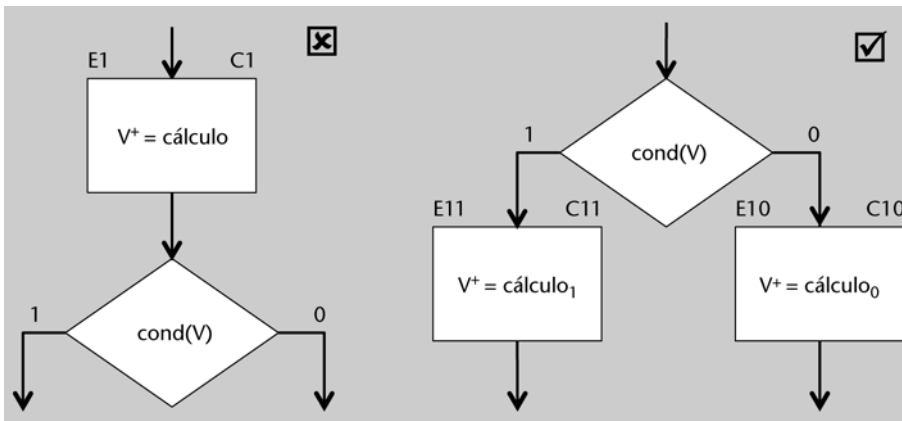 E1 C1
V⁺ = cálculo
1 0
cond(V)
1 0
cond(V)
E11 C11
V⁺ = cálculo₁
E10 C10
V⁺ = cálculo₀